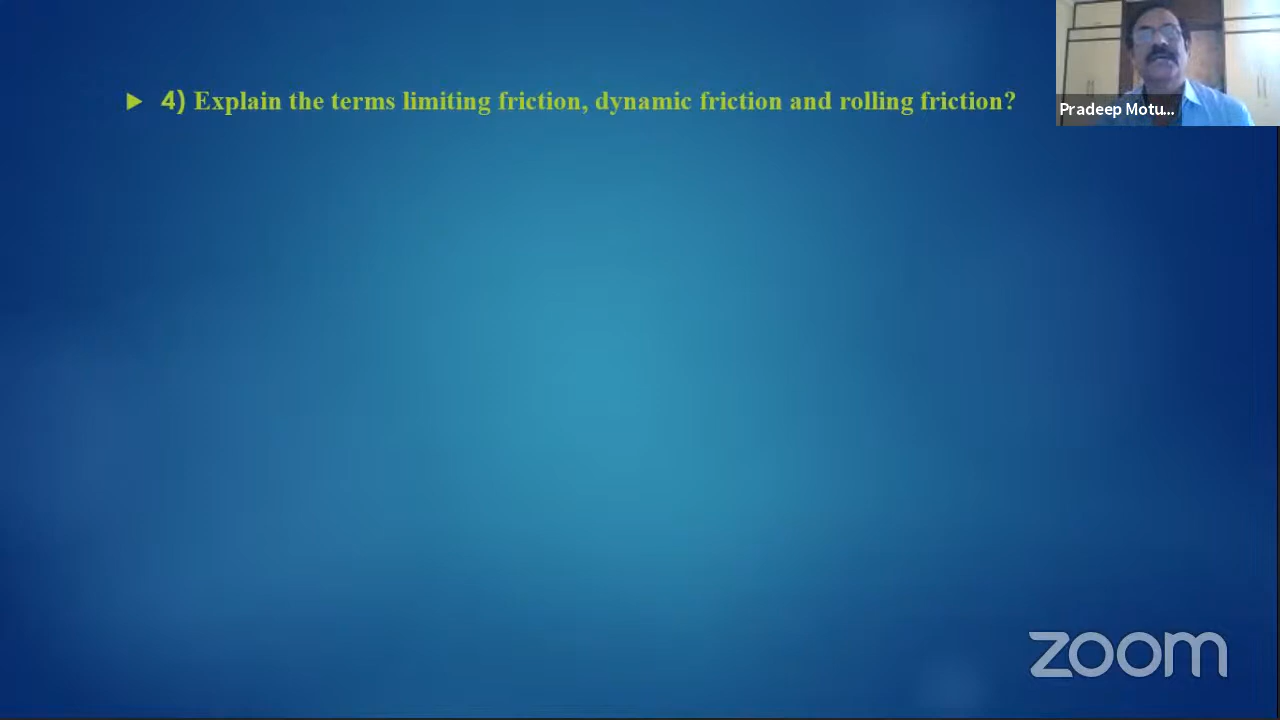 4) Explain the terms limiting friction, dynamic friction and rolling friction?
Pradeep Motu...
zoom